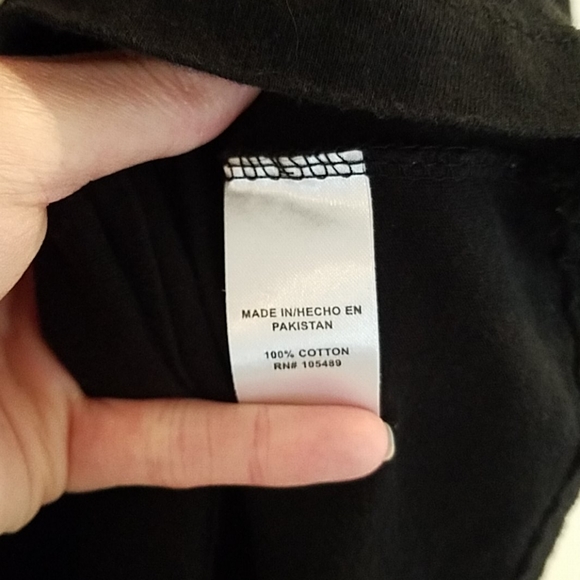 MADE IN/HECHO EN
PAKISTAN
100% COTTON
RN# 105489